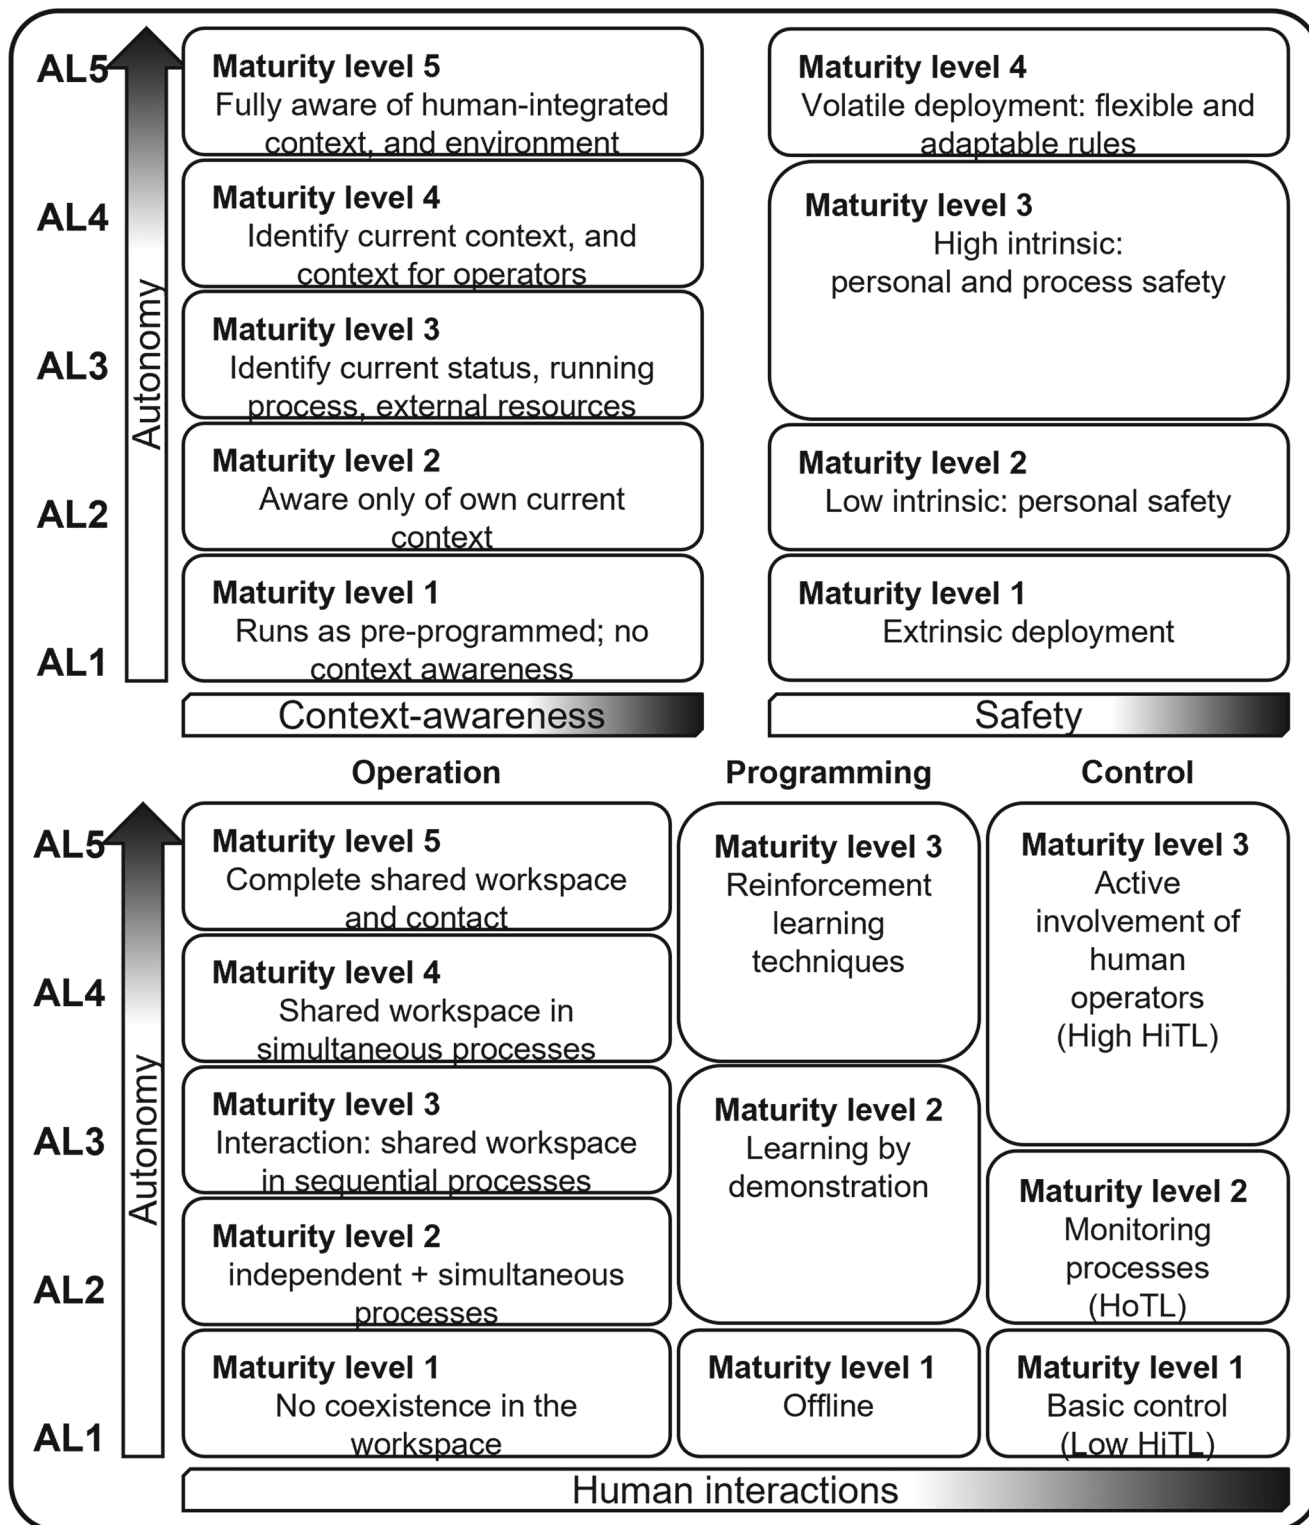 AL5
AL4
AL3
AL2
AL1
Autonomy
Maturity level 5
Fully aware of human-integrated
context, and environment
Maturity level 4
Identify current context, and
context for operators
Maturity level 3
Identify current status, running
process, external resources
Maturity level 2
Aware only of own current
context
Maturity level 1
Runs as pre-programmed; no
context awareness
Context-awareness
Maturity level 4
Volatile deployment: flexible and
adaptable rules
Maturity level 3
High intrinsic:
personal and process safety
Maturity level 2
Low intrinsic: personal safety
Maturity level 1
Extrinsic deployment
Safety
AL5
AL4
AL3
AL2
AL1
Autonomy
Operation
Maturity level 5
Complete shared workspace
and contact
Maturity level 4
Shared workspace in
simultaneous processes
Maturity level 3
Interaction: shared workspace
in sequential processes
Maturity level 2
independent + simultaneous
processes
Maturity level 1
No coexistence in the
workspace
Programming
Maturity level 3
Reinforcement
learning
techniques
Maturity level 2
Learning by
demonstration
Maturity level 1
Offline
Control
Maturity level 3
Active
involvement of
human
operators
(High HiTL)
Maturity level 2
Monitoring
processes
(HoTL)
Maturity level 1
Basic control
(Low HiTL)
Human interactions